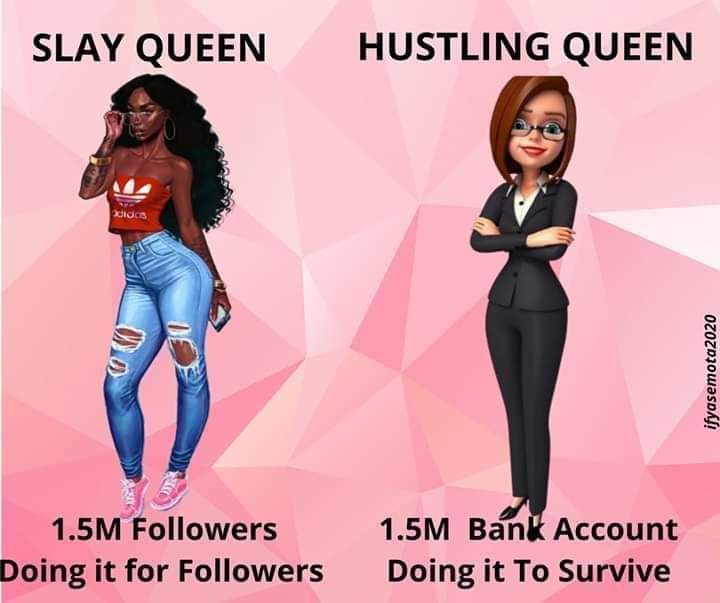 SLAY QUEEN
HUSTLING QUEEN
adidas
1.5M Followers
Doing it for Followers
1.5M Bank Account
Doing it To Survive
ifyasemota2020